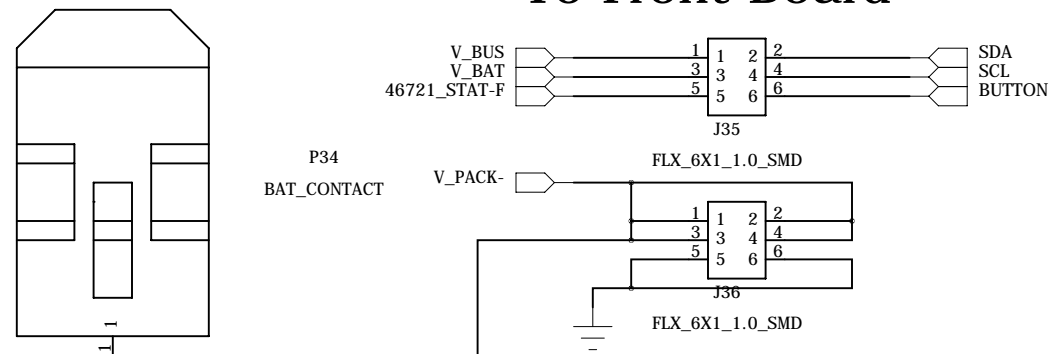 To Front Board
V_BUS 1 1 2 2 SDA
V_BAT 3 3 4 4 SCL
46721_STAT-F 5 5 6 6 BUTTON
J35
FLX_6X1_1.0_SMD
P34
BAT_CONTACT
V_PACK-
1 1 2 2
3 3 4 4
5 5 6 6
J36
FLX_6X1_1.0_SMD
1
1